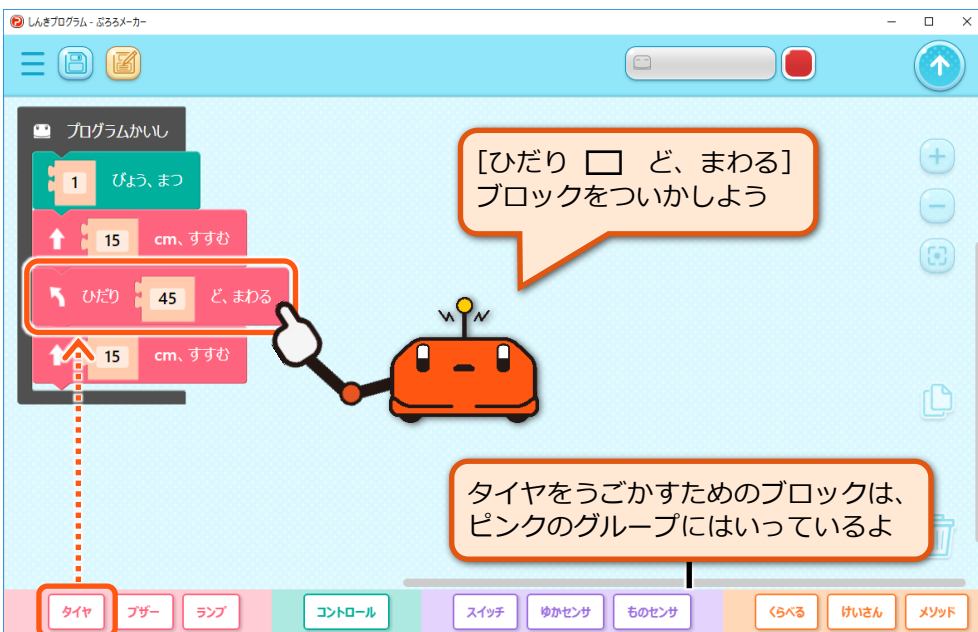 しんきプログラム - ぷろろメーカー
プログラムかいし
1 びょう、まつ
15 cm、すすむ
ひだり 45 ど、まわる
15 cm、すすむ
[ひだり □ ど、まわる]
ブロックをついかしよう
タイヤをうごかすためのブロックは、
ピンクのグループにはいっているよ
タイヤ ブザー ランプ コントロール スイッチ ゆかセンサ ものセンサ くらべる けいさん メソッド